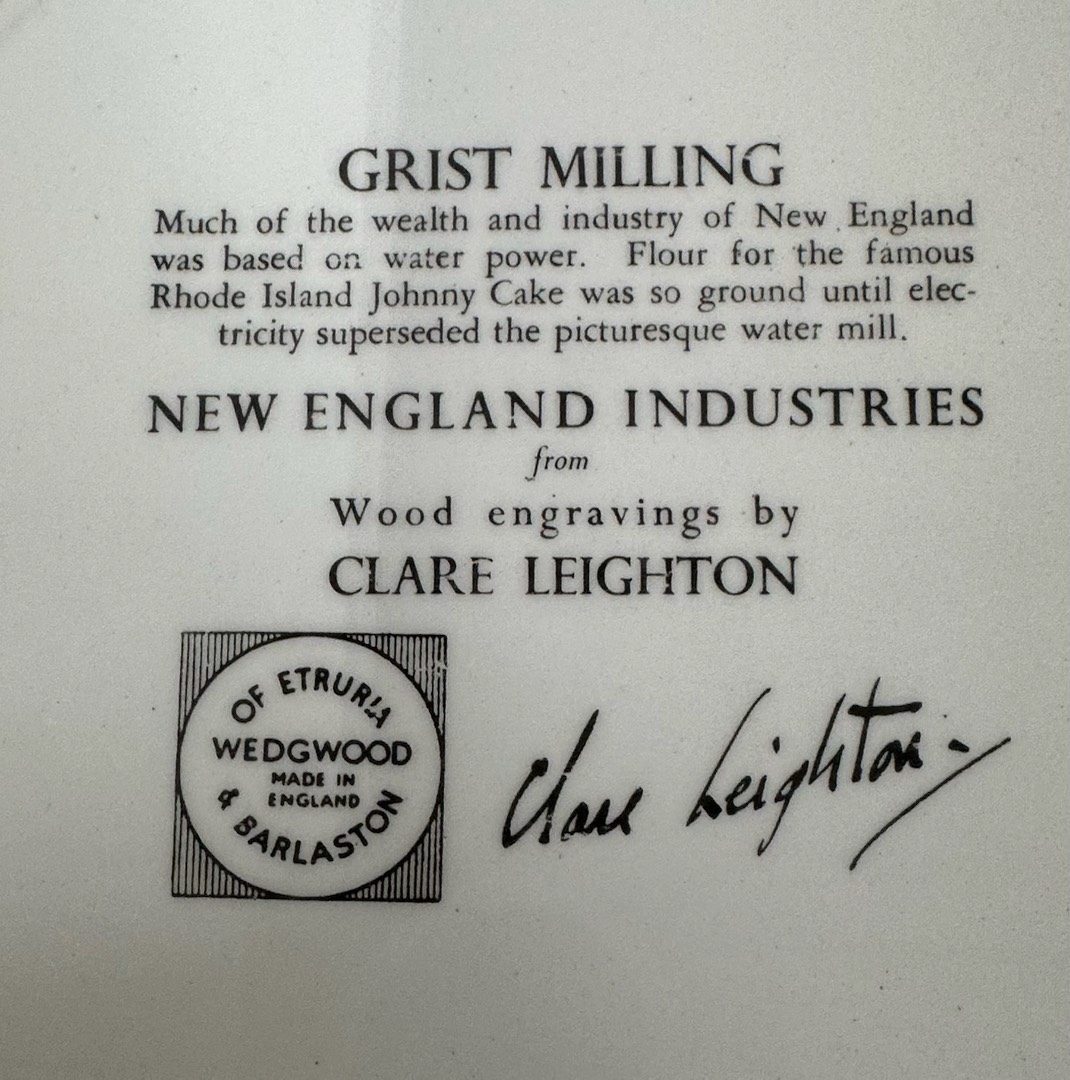 GRIST MILLING
Much of the wealth and industry of New England
was based on water power. Flour for the famous
Rhode Island Johnny Cake was so ground until elec-
tricity superseded the picturesque water mill.
NEW ENGLAND INDUSTRIES
from
Wood engravings by
CLARE LEIGHTON
OF ETRURIA
WEDGWOOD
MADE IN
ENGLAND
& BARLASTON
Clare Leighton.